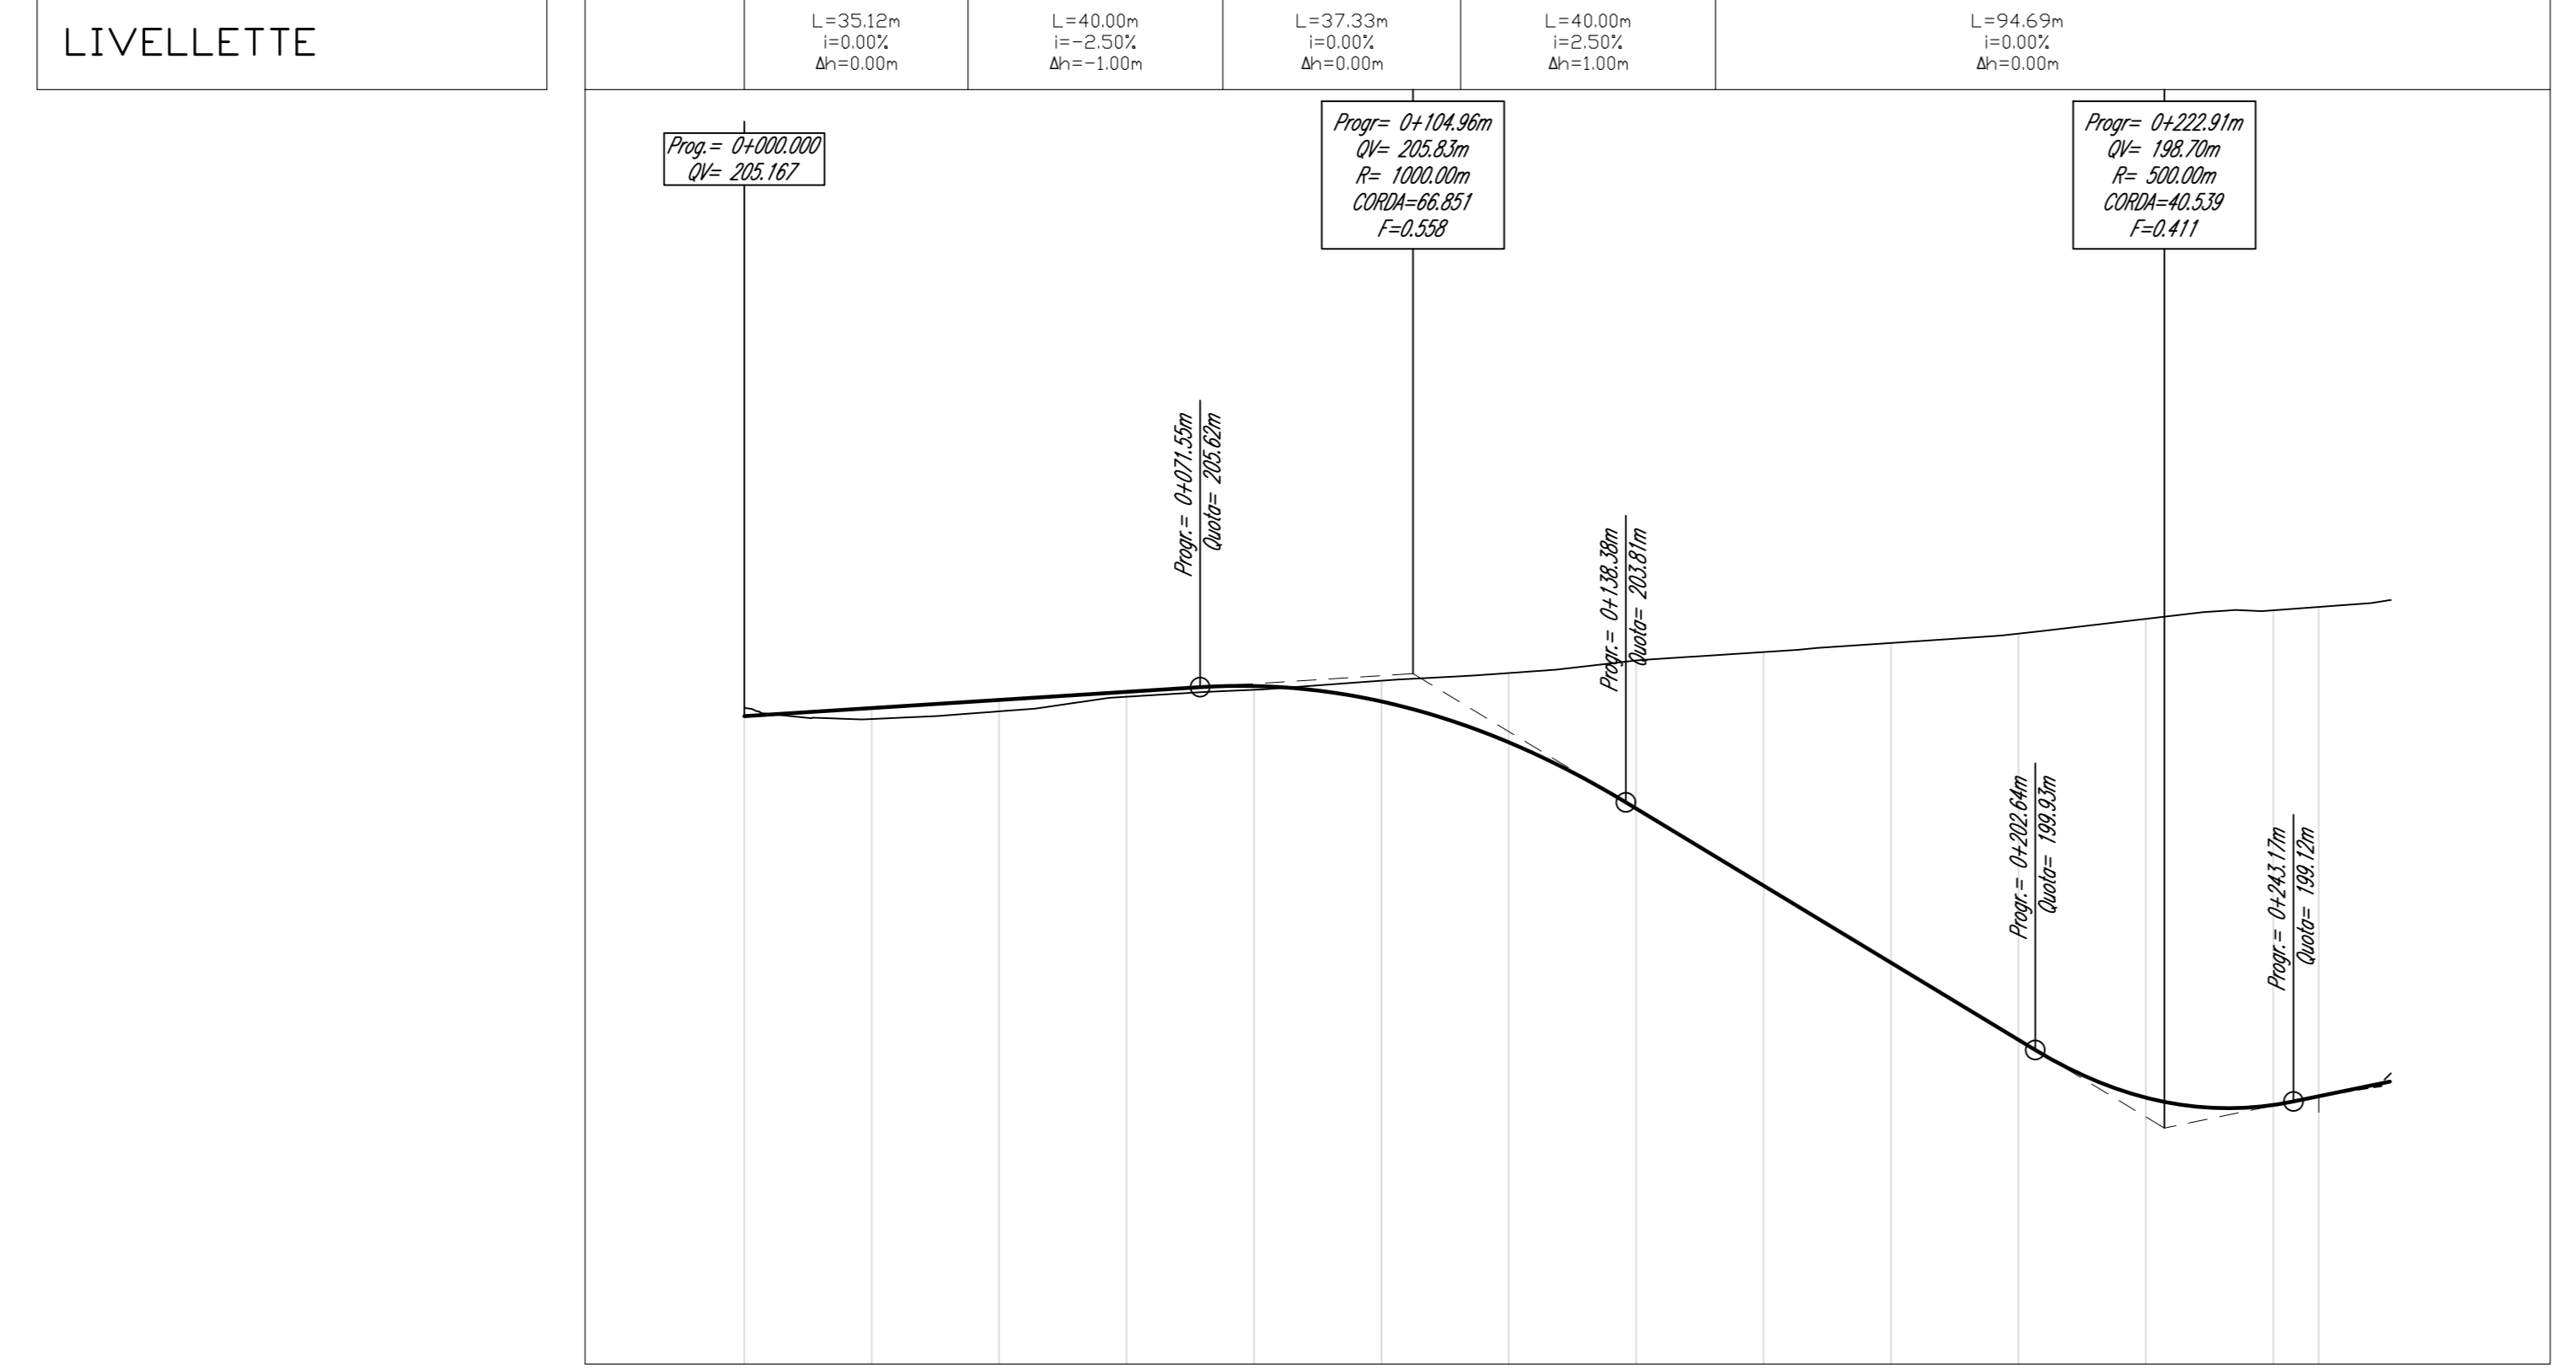 LIVELLETTE
L=35.12m
i=0.00%
Δh=0.00m
L=40.00m
i=-2.50%
Δh=-1.00m
L=37.33m
i=0.00%
Δh=0.00m
L=40.00m
i=2.50%
Δh=1.00m
L=94.69m
i=0.00%
Δh=0.00m
Prog.= 0+000.000
QV= 205.167
Progr= 0+104.96m
QV= 205.83m
R= 1000.00m
CORDA=66.851
F=0.558
Progr= 0+222.91m
QV= 198.70m
R= 500.00m
CORDA=40.539
F=0.411
Progr.= 0+071.55m
Quota= 205.62m
Progr.= 0+138.38m
Quota= 203.81m
Progr.= 0+202.64m
Quota= 199.93m
Progr.= 0+243.17m
Quota= 199.12m